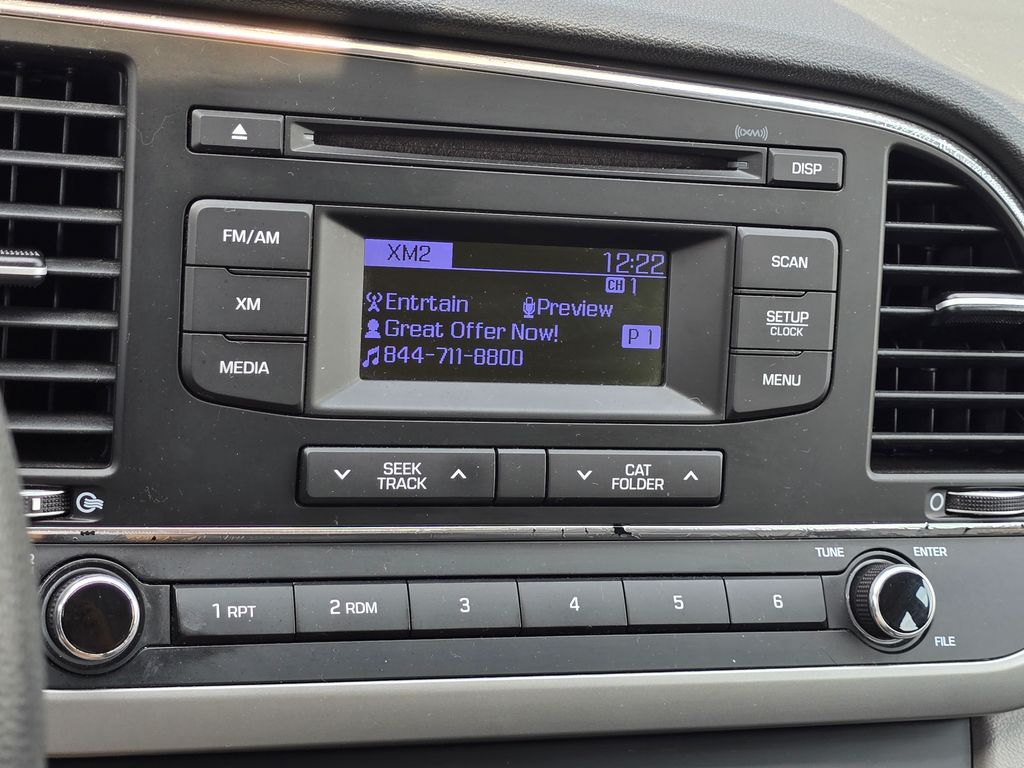 ((XM))
DISP
FM/AM
XM
MEDIA
XM2
12:22
CH 1
Entrtain
Preview
Great Offer Now!
P 1
844-711-8800
SCAN
SETUP
CLOCK
MENU
SEEK
TRACK
CAT
FOLDER
TUNE
ENTER
1 RPT
2 RDM
3
4
5
6
FILE